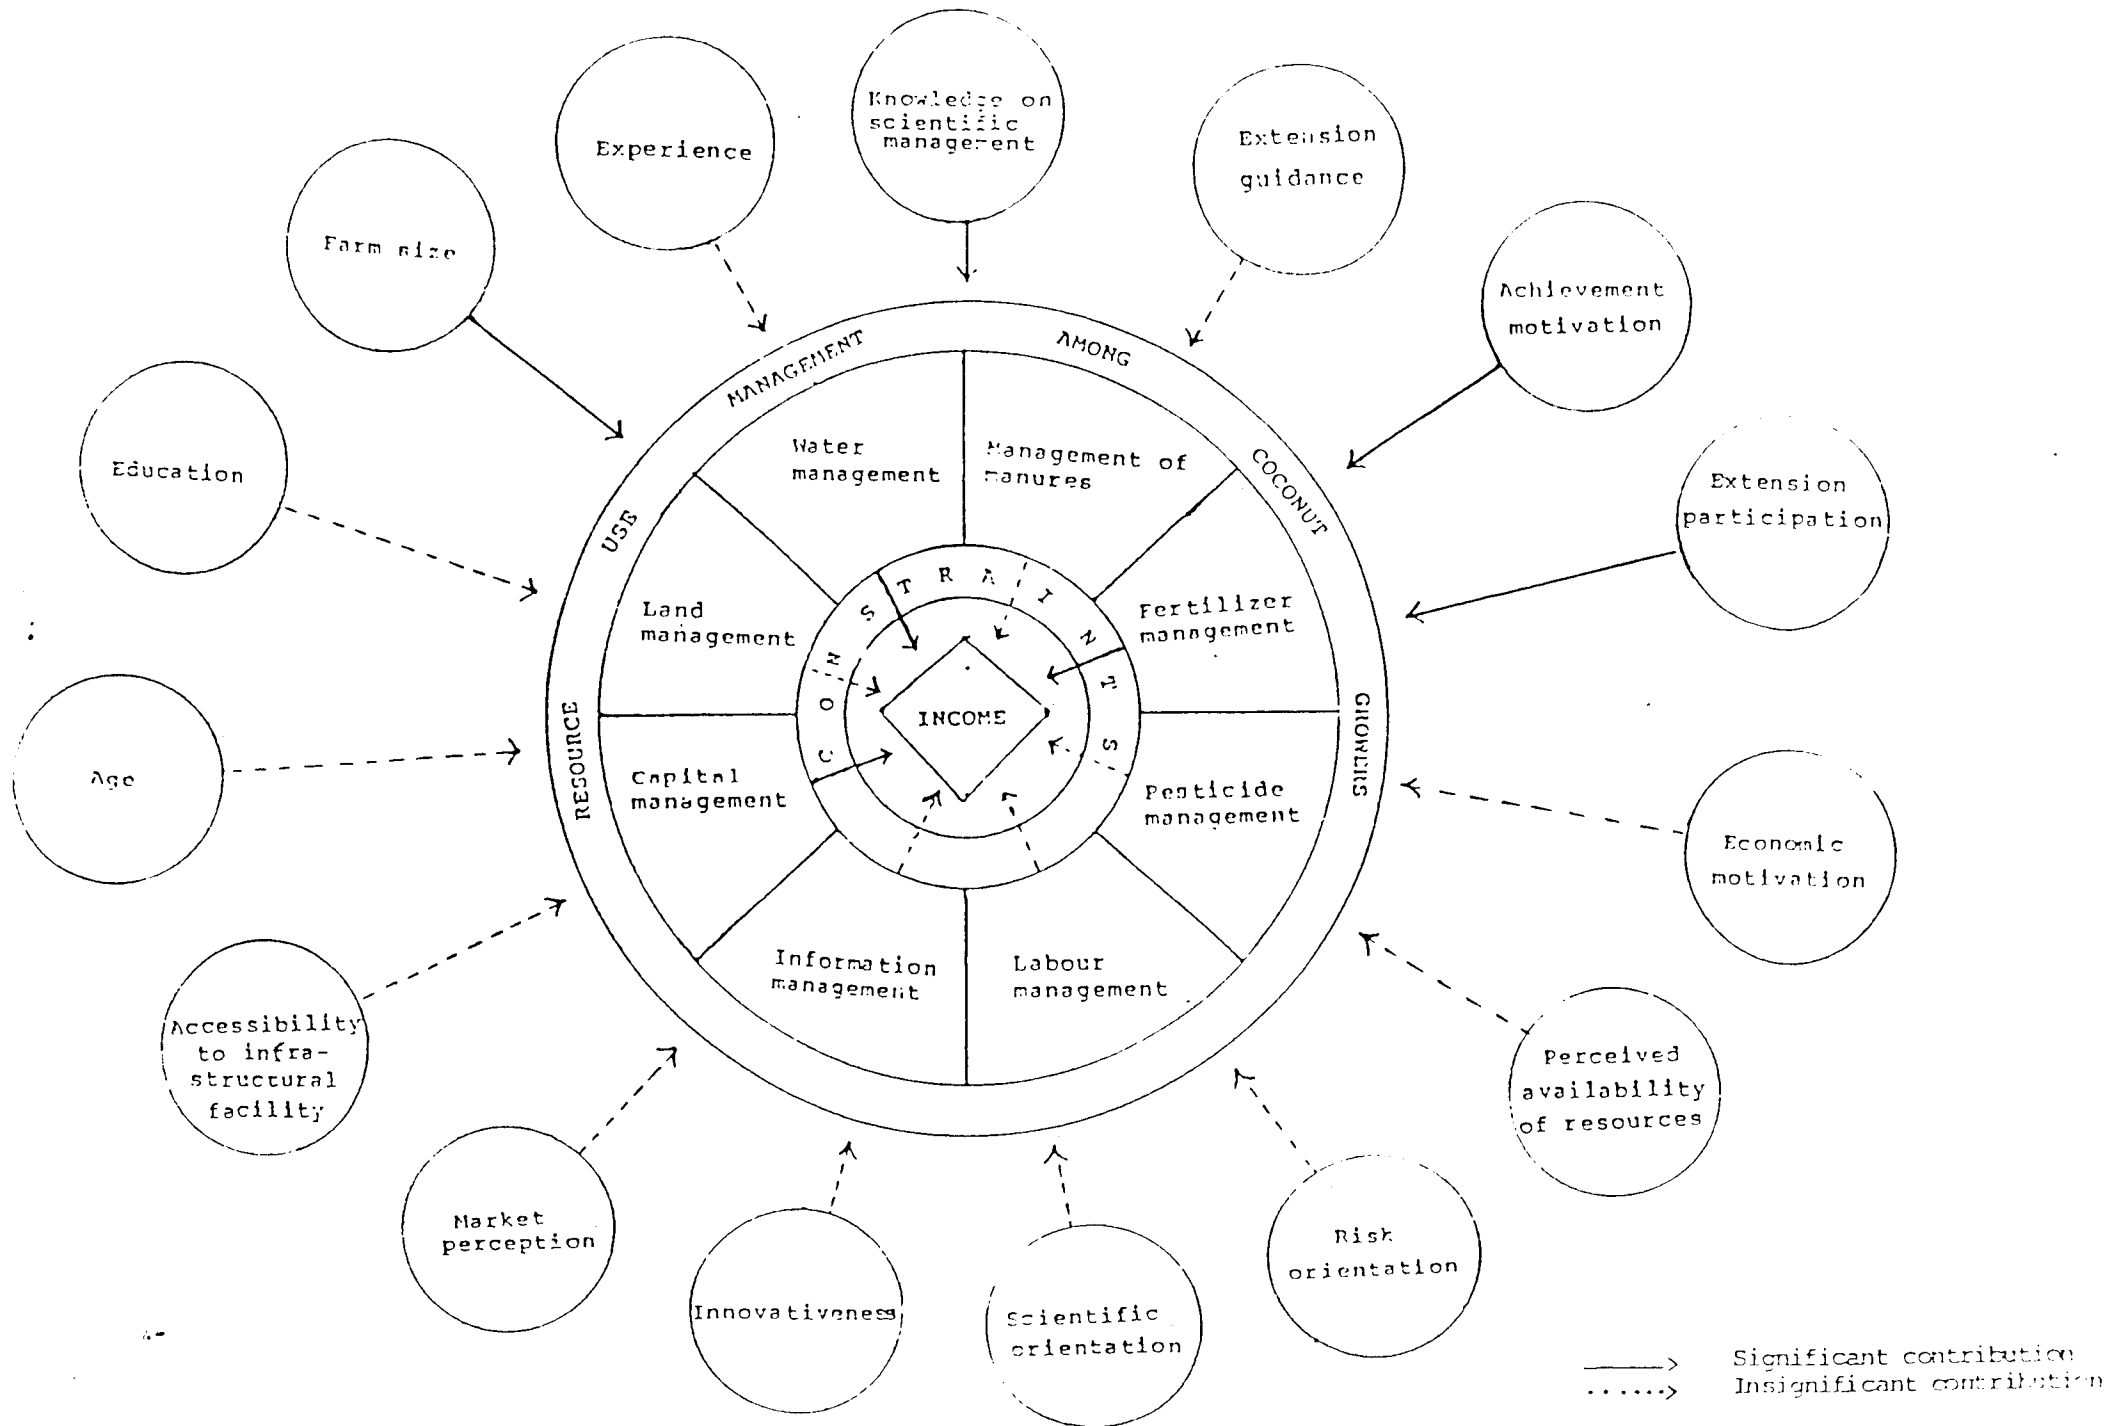 Knowledge on
scientific
management
Experience
Extension
guidance
Farm size
Achievement
motivation
Education
Extension
participation
Age
Economic
motivation
Accessibility
to infra-
structural
facility
Perceived
availability
of resources
Market
perception
Risk
orientation
Innovativeness
Scientific
orientation
RESOURCE USE MANAGEMENT AMONG COCONUT GROWERS
Water
management
Management of
manures
Land
management
Fertilizer
management
Capital
management
Pesticide
management
Information
management
Labour
management
CONSTRAINTS
INCOME
Significant contribution
Insignificant contribution